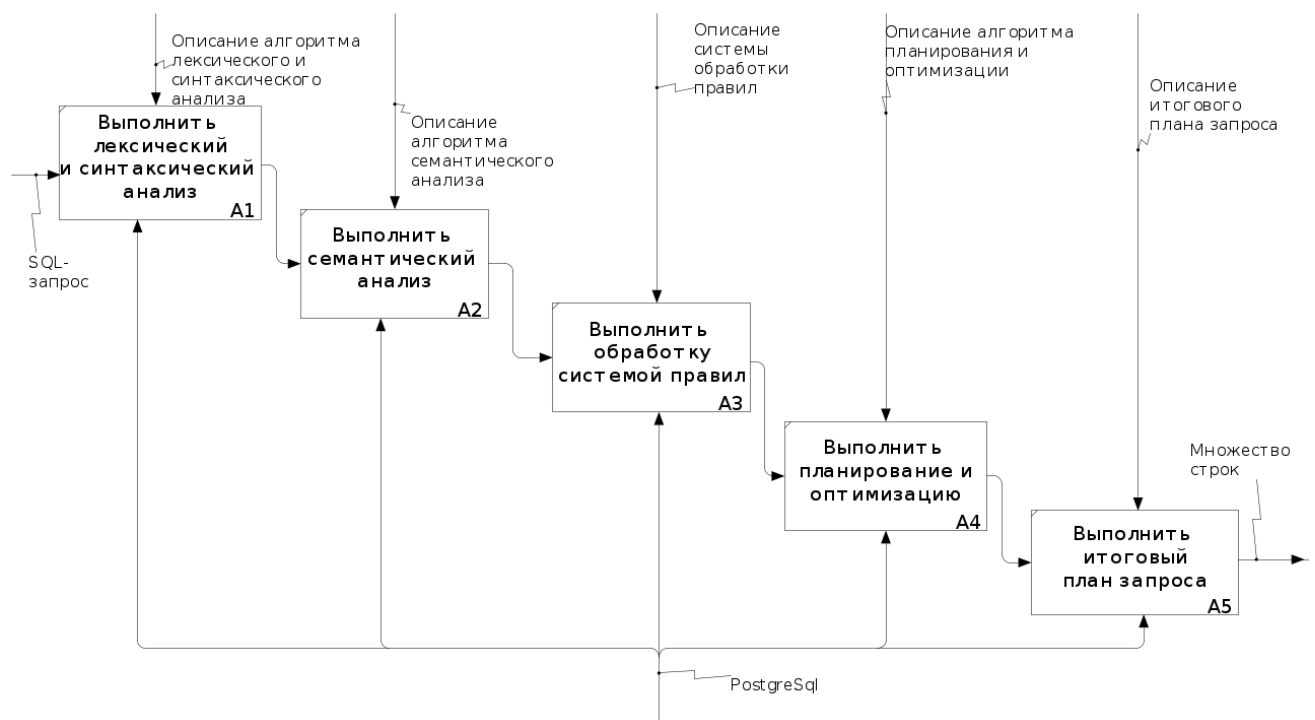 Описание алгоритма
лексического и
синтаксического
анализа
Описание
алгоритма
семантического
анализа
Описание
системы
обработки
правил
Описание алгоритма
планирования и
оптимизации
Описание
итогового
плана запроса
Выполнить
лексический
и синтаксический
анализ
A1
SQL-
запрос
Выполнить
семантический
анализ
A2
Выполнить
обработку
системой правил
A3
Выполнить
планирование и
оптимизацию
A4
Множество
строк
Выполнить
итоговый
план запроса
A5
PostgreSql